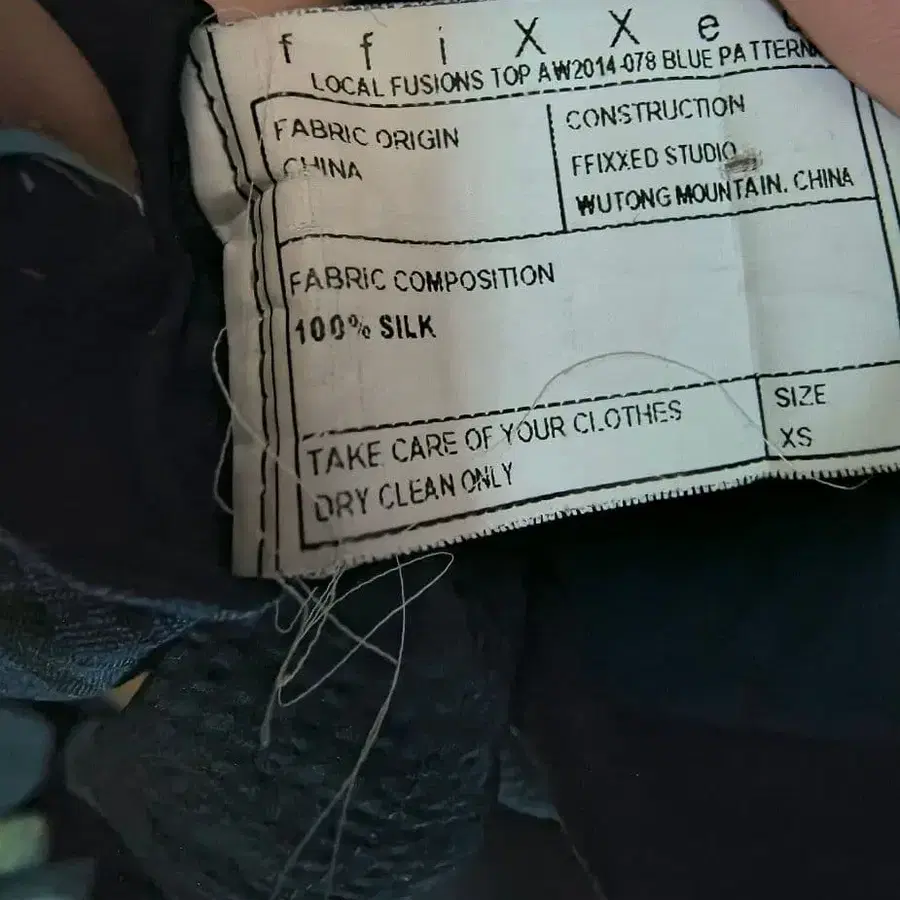 f f i X X e
LOCAL FUSIONS TOP AW2014-078 BLUE PATTERN
FABRIC ORIGIN
CHINA
CONSTRUCTION
FFIXXED STUDIO
WUTONG MOUNTAIN. CHINA
FABRIC COMPOSITION
100% SILK
TAKE CARE OF YOUR CLOTHES
DRY CLEAN ONLY
SIZE
XS